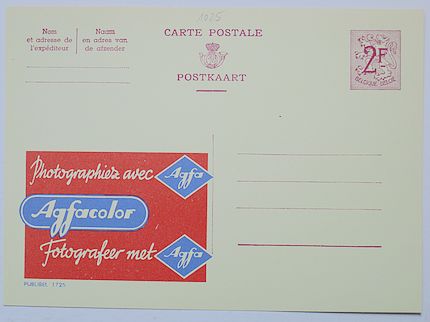 1025
CARTE POSTALE
POSTKAART
Nom
et adresse de
l'expéditeur
Naam
en adres van
de afzender
2F
BELGIQUE-BELGIË
Photographiez avec
Agfa
Agfacolor
Fotografeer met
Agfa
PUBLIBEL 1725